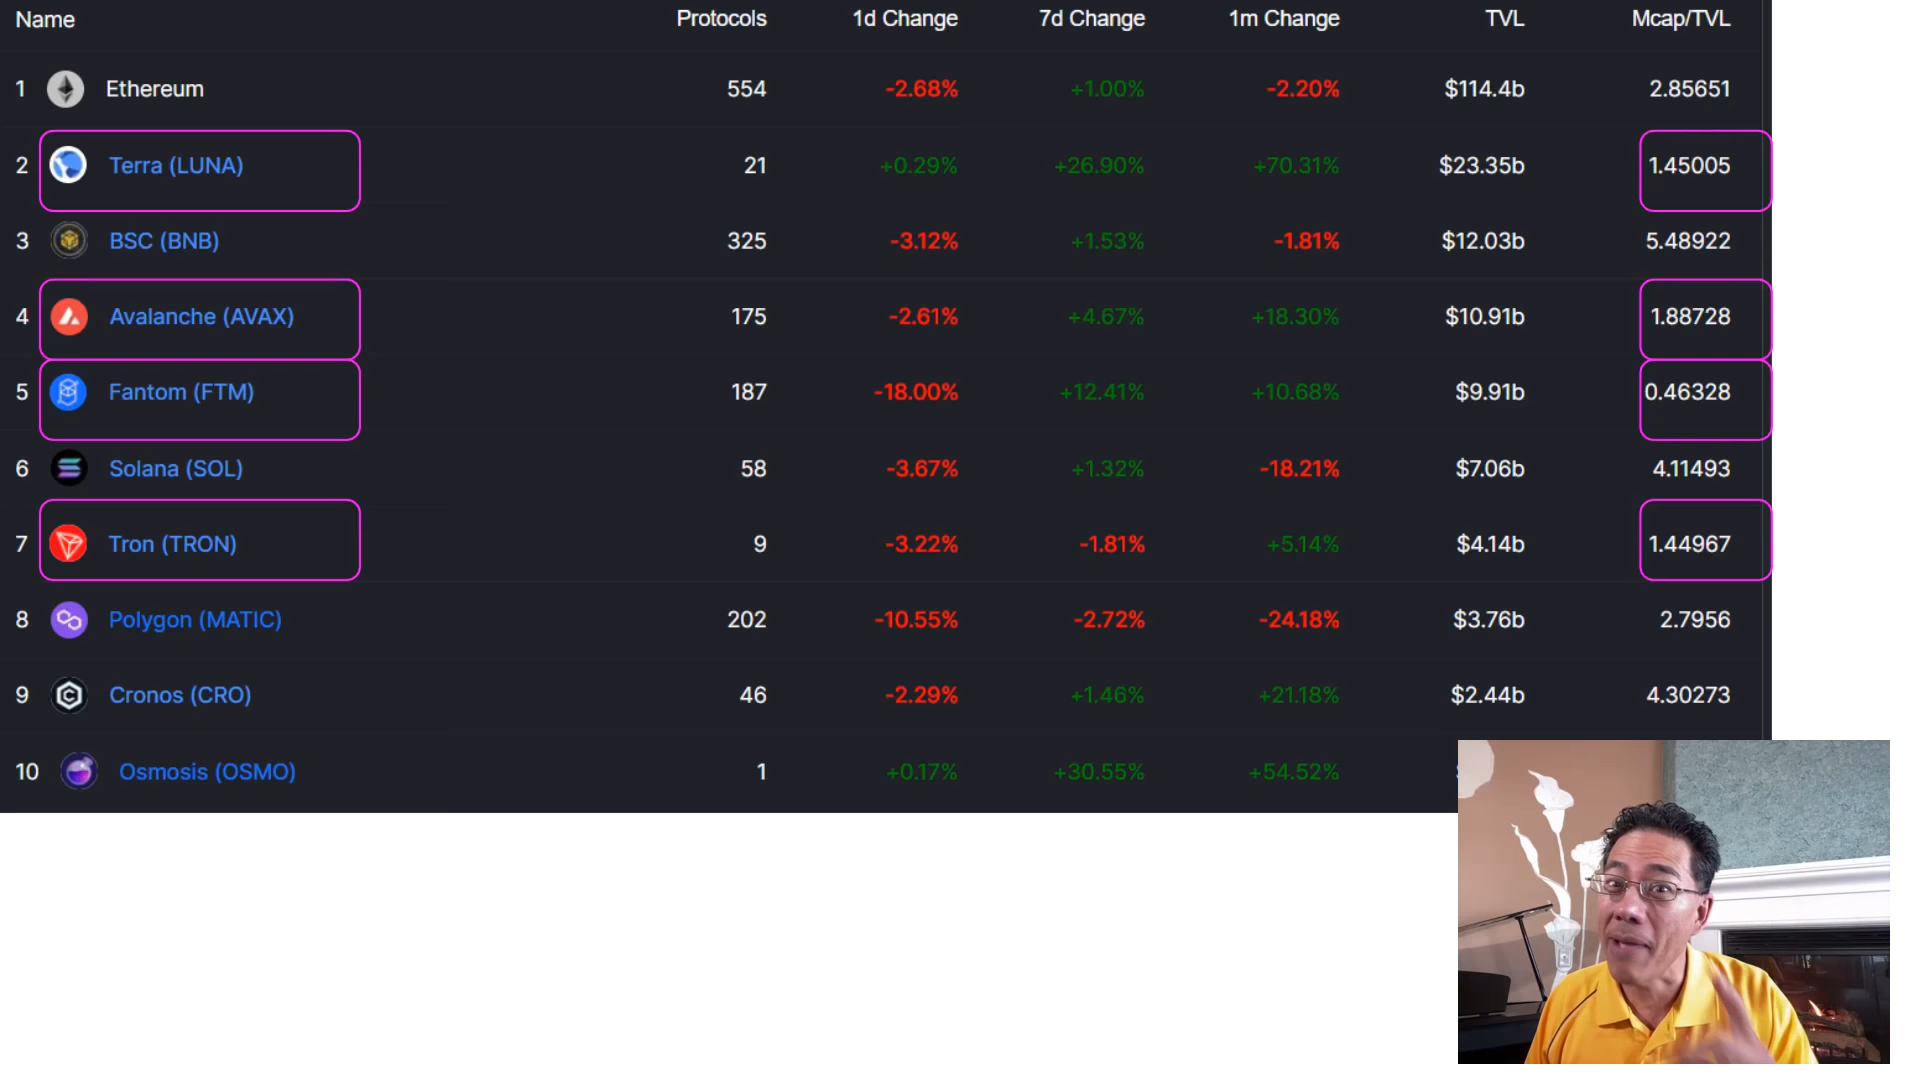 Name Protocols 1d Change 7d Change 1m Change TVL Mcap/TVL
1 Ethereum 554 -2.68% +1.00% -2.20% $114.4b 2.85651
2 Terra (LUNA) 21 +0.29% +26.90% +70.31% $23.35b 1.45005
3 BSC (BNB) 325 -3.12% +1.53% -1.81% $12.03b 5.48922
4 Avalanche (AVAX) 175 -2.61% +4.67% +18.30% $10.91b 1.88728
5 Fantom (FTM) 187 -18.00% +12.41% +10.68% $9.91b 0.46328
6 Solana (SOL) 58 -3.67% +1.32% -18.21% $7.06b 4.11493
7 Tron (TRON) 9 -3.22% -1.81% +5.14% $4.14b 1.44967
8 Polygon (MATIC) 202 -10.55% -2.72% -24.18% $3.76b 2.7956
9 Cronos (CRO) 46 -2.29% +1.46% +21.18% $2.44b 4.30273
10 Osmosis (OSMO) 1 +0.17% +30.55% +54.52%